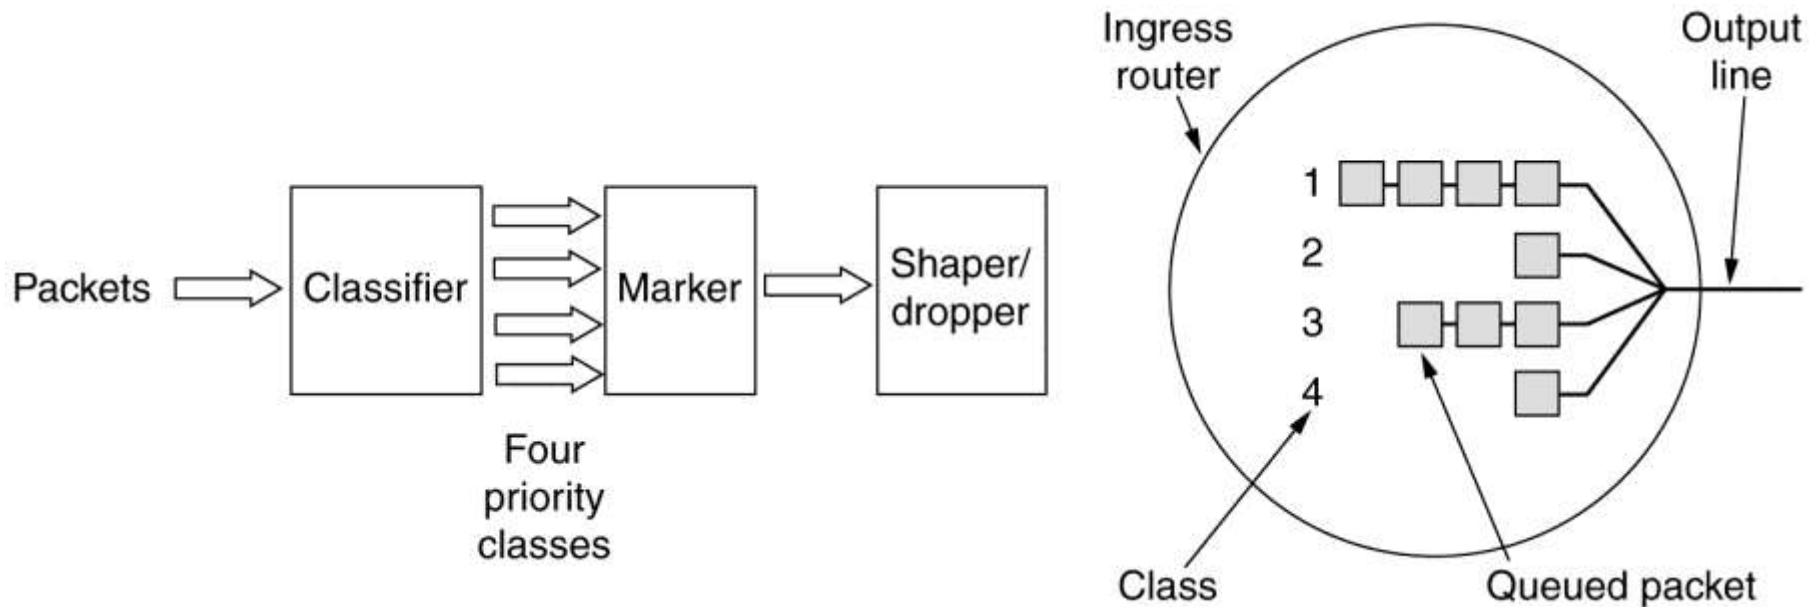 Packets
Classifier
Four
priority
classes
Marker
Shaper/
dropper
Ingress
router
Output
line
1
2
3
4
Class
Queued packet